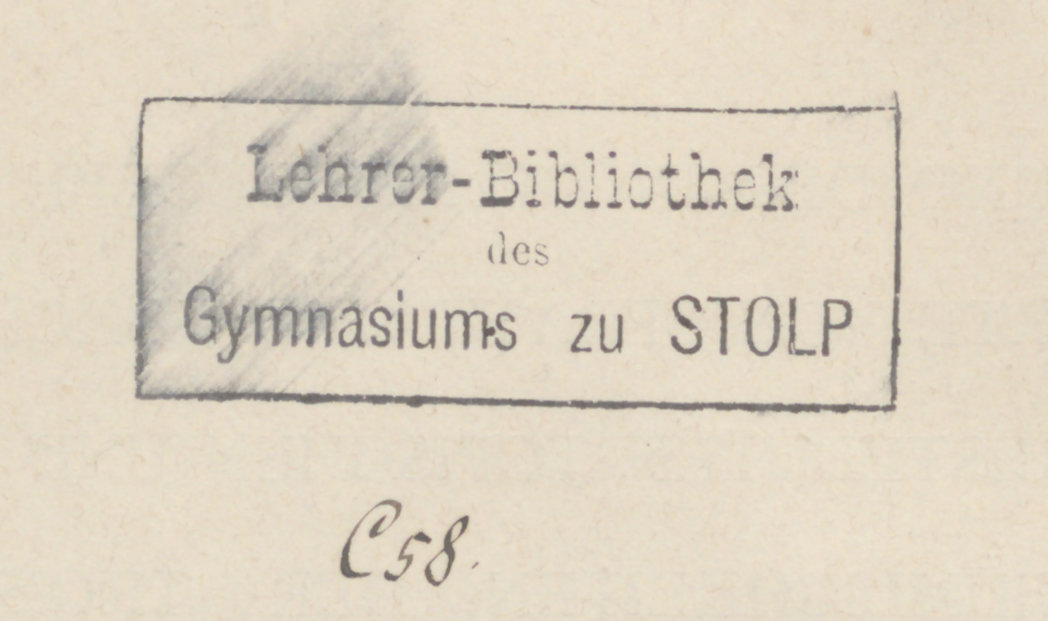 Lehrer-Bibliothek
des
Gymnasiums zu STOLP
C58.